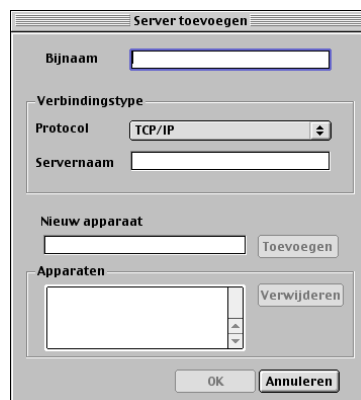 Server toevoegen
Bijnaam
Verbindingstype
Protocol TCP/IP
Servernaam
Nieuw apparaat
Toevoegen
Apparaten
Verwijderen
OK Annuleren